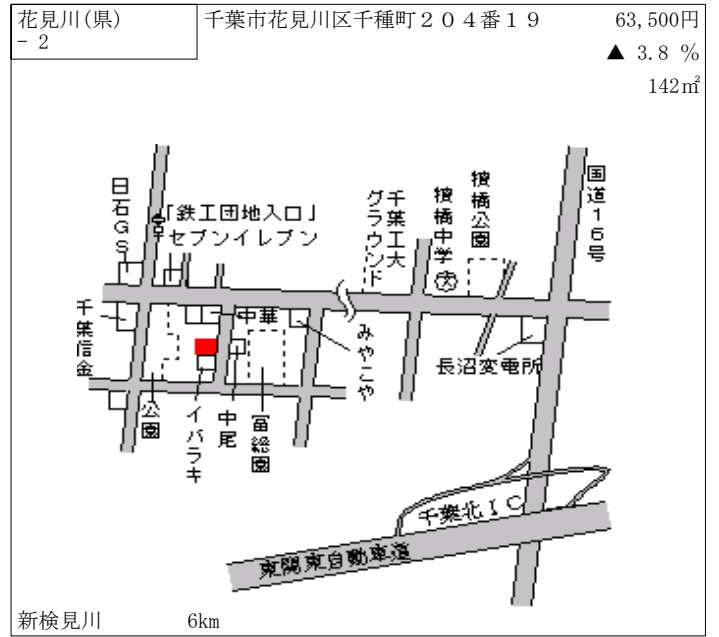 花見川(県)
- 2
千葉市花見川区千種町２０４番１９
63,500円
▲ 3.8 %
142㎡
国道１６号
犢橋公園
犢橋中学
千葉工大
グラウンド
日石ＧＳ
「鉄工団地入口」
セブンイレブン
千葉信金
中華
みやこや
長沼変電所
公園
イバラキ
中尾
冨総園
千葉北ＩＣ
東関東自動車道
新検見川
6km